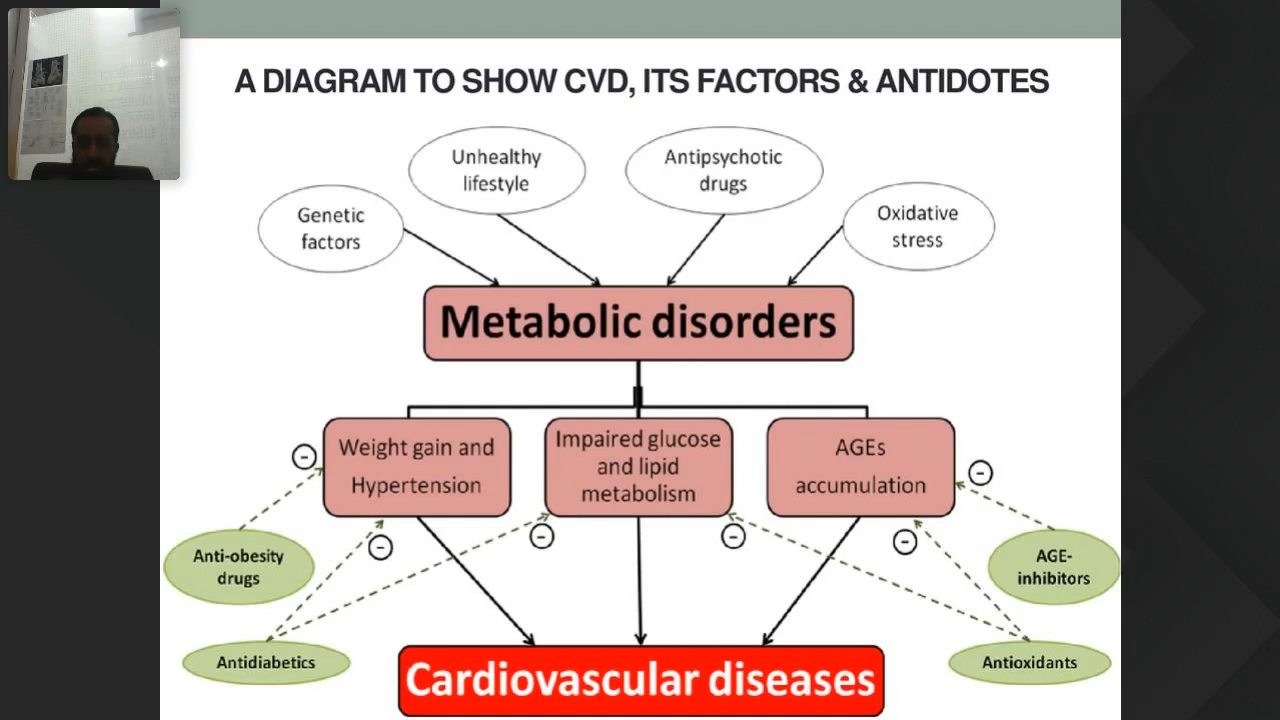 A DIAGRAM TO SHOW CVD, ITS FACTORS & ANTIDOTES
Unhealthy
lifestyle
Antipsychotic
drugs
Genetic
factors
Oxidative
stress
Metabolic disorders
Weight gain and
Hypertension
Impaired glucose
and lipid
metabolism
AGEs
accumulation
Anti-obesity
drugs
AGE-
inhibitors
Antidiabetics
Antioxidants
Cardiovascular diseases